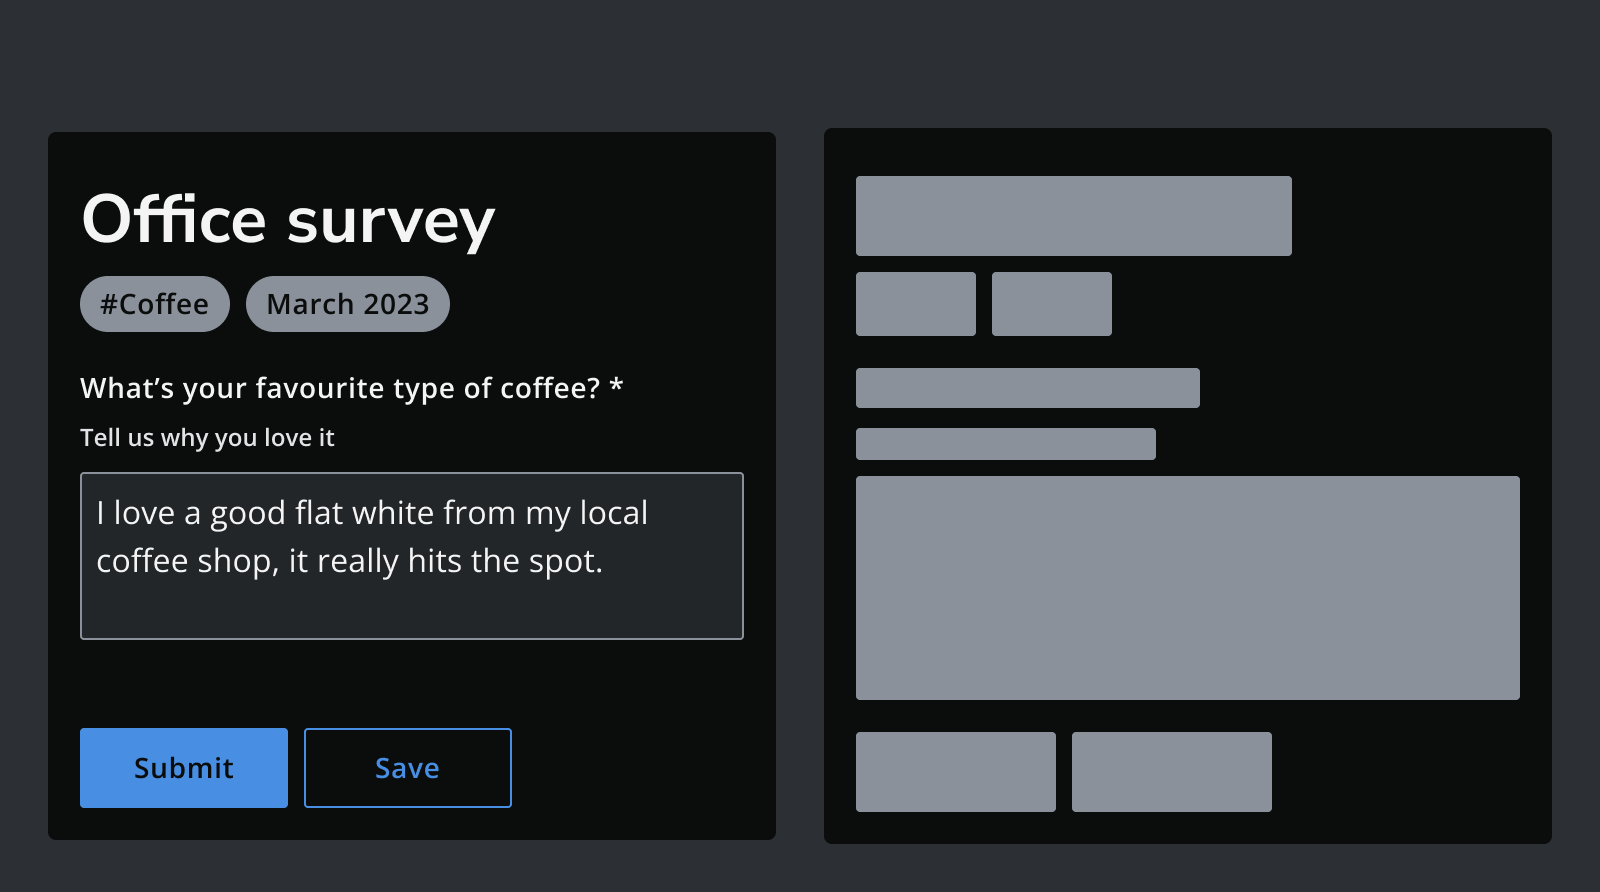 Office survey
#Coffee March 2023
What’s your favourite type of coffee? *
Tell us why you love it
I love a good flat white from my local
coffee shop, it really hits the spot.
Submit Save